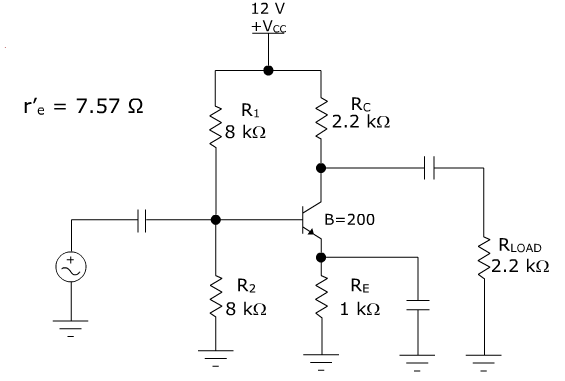 12 V
+Vcc
r'e = 7.57 Ω
R1
8 kΩ
RC
2.2 kΩ
B=200
RLOAD
2.2 kΩ
R2
8 kΩ
RE
1 kΩ
+